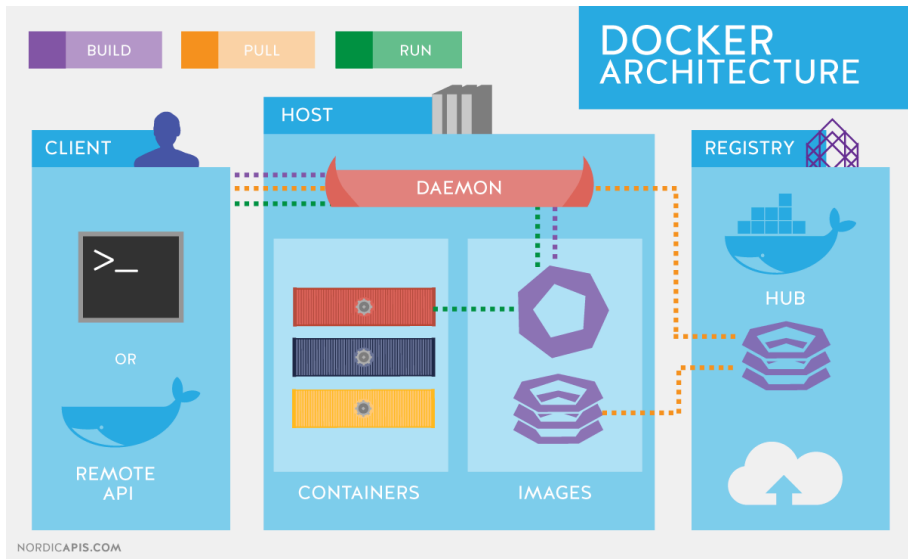 BUILD
PULL
RUN
DOCKER
ARCHITECTURE
CLIENT
HOST
REGISTRY
DAEMON
>_
OR
REMOTE
API
CONTAINERS
IMAGES
HUB
NORDICAPIS.COM